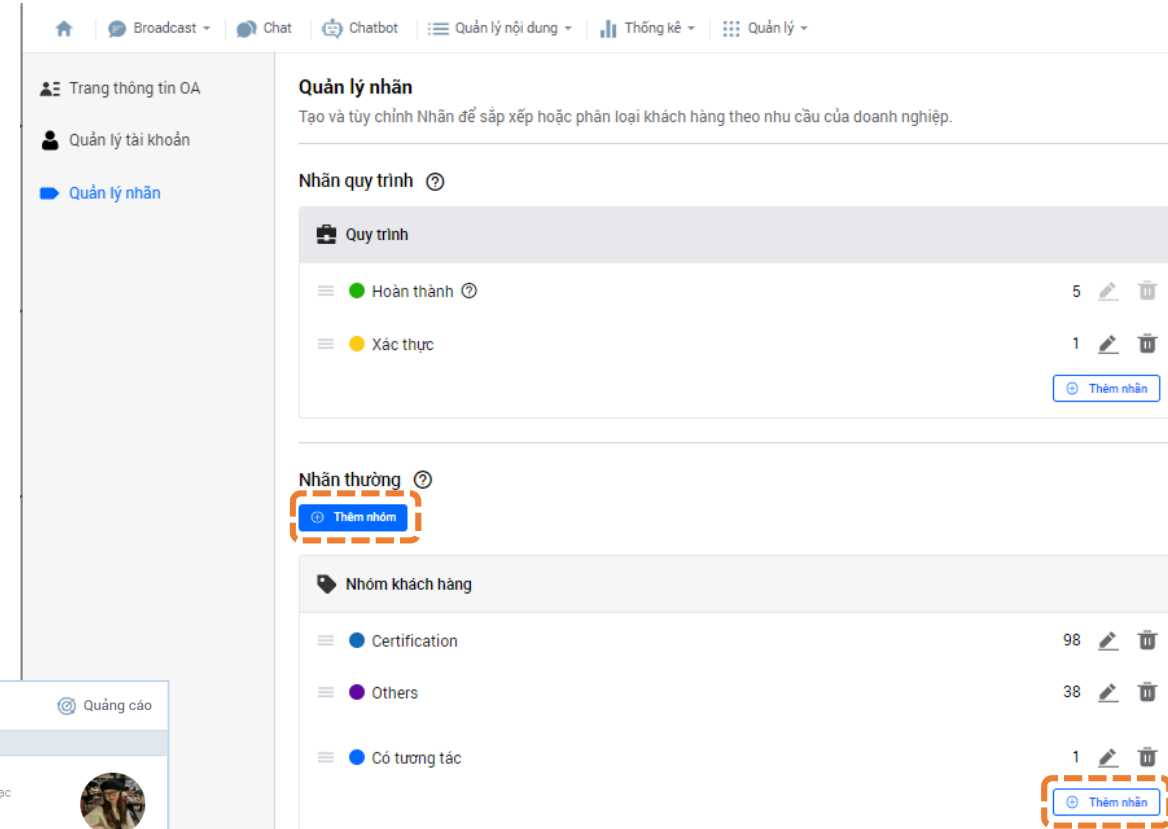 Broadcast
Chat
Chatbot
Quản lý nội dung
Thống kê
Quản lý
Trang thông tin OA
Quản lý tài khoản
Quản lý nhãn
Quản lý nhãn
Tạo và tùy chỉnh Nhãn để sắp xếp hoặc phân loại khách hàng theo nhu cầu của doanh nghiệp.
Nhãn quy trình
Quy trình
Hoàn thành 5
Xác thực 1
Thêm nhãn
Nhãn thường
Thêm nhóm
Nhóm khách hàng
Certification 98
Others 38
Có tương tác 1
Thêm nhãn
Quảng cáo
ạc